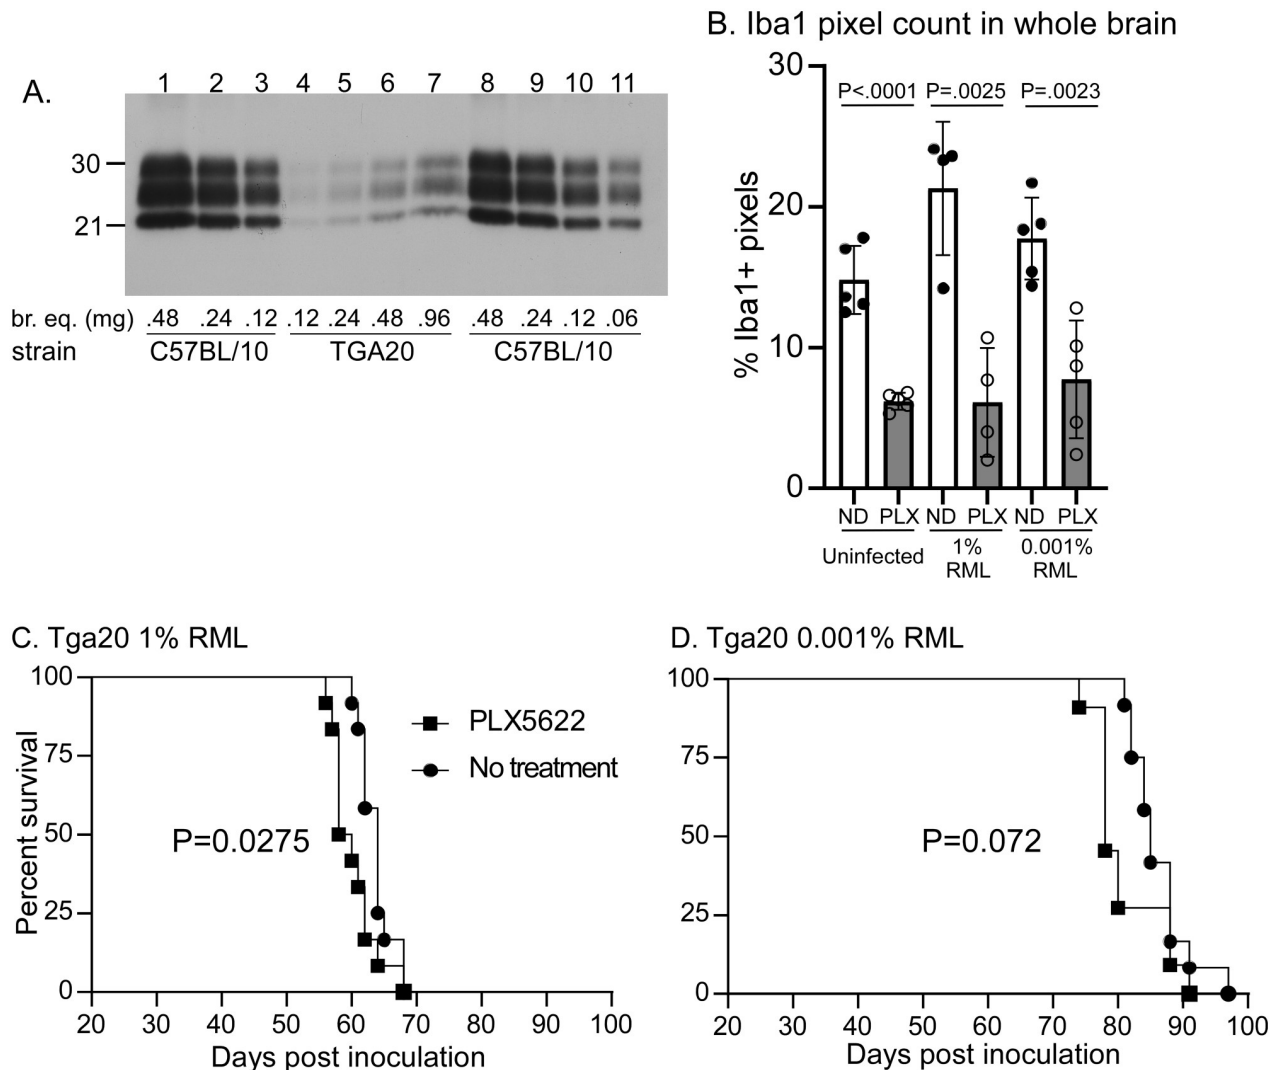 A.
1 2 3 4 5 6 7 8 9 10 11
30
21
br. eq. (mg) .48 .24 .12 .12 .24 .48 .96 .48 .24 .12 .06
strain C57BL/10 TGA20 C57BL/10
B. Iba1 pixel count in whole brain
% Iba1+ pixels
30
20
10
0
P<.0001 P=.0025 P=.0023
ND PLX ND PLX ND PLX
Uninfected 1% RML 0.001% RML
C. Tga20 1% RML
Percent survival
100
75
50
25
0
PLX5622
No treatment
P=0.0275
20 30 40 50 60 70 80 90 100
Days post inoculation
D. Tga20 0.001% RML
100
75
50
25
0
P=0.072
20 30 40 50 60 70 80 90 100
Days post inoculation